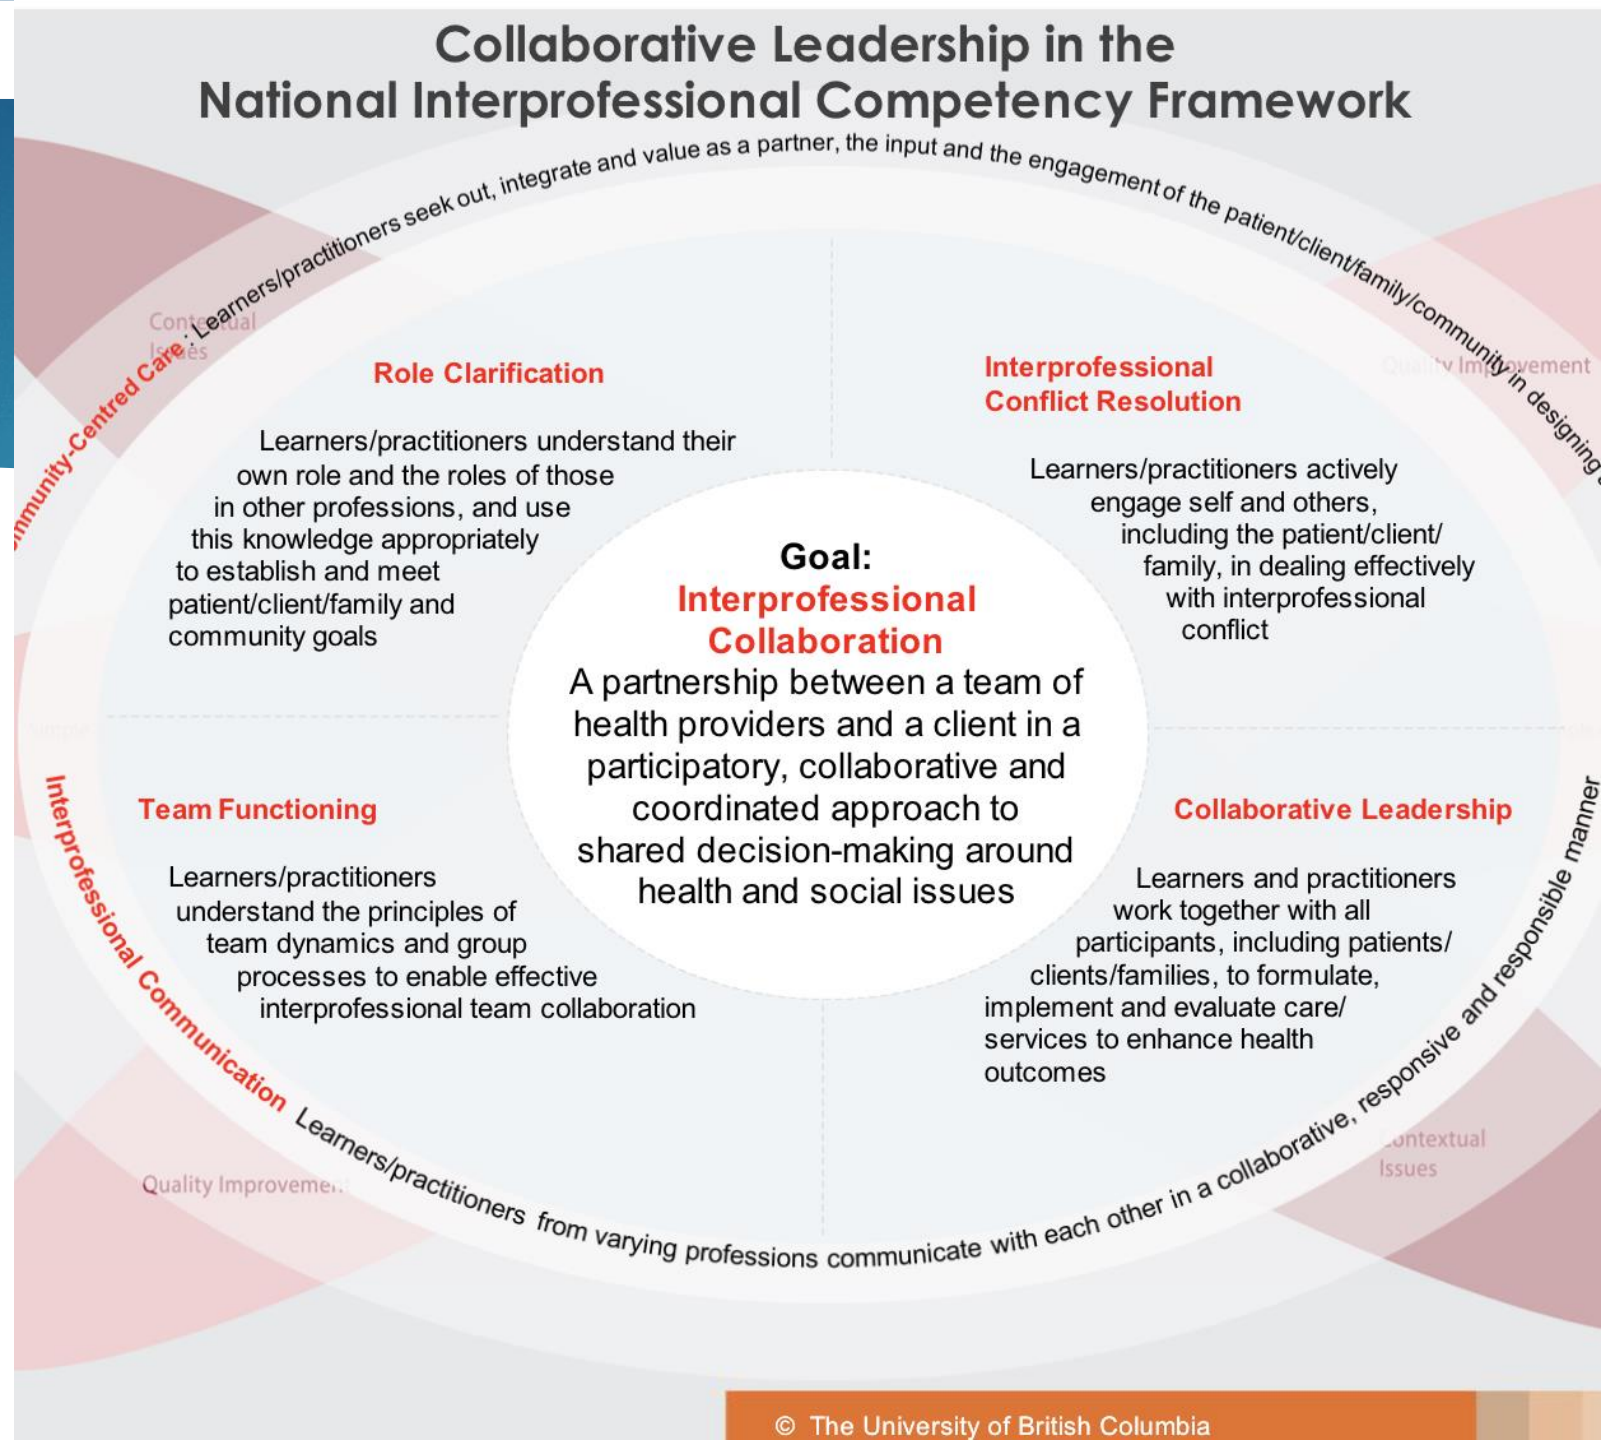 Collaborative Leadership in the
National Interprofessional Competency Framework
Community-Centred Care : Learners/practitioners seek out, integrate and value as a partner, the input and the engagement of the patient/client/family/community in designing
Contextual
Issues
Quality Improvement
Role Clarification
Learners/practitioners understand their
own role and the roles of those
in other professions, and use
this knowledge appropriately
to establish and meet
patient/client/family and
community goals
Interprofessional
Conflict Resolution
Learners/practitioners actively
engage self and others,
including the patient/client/
family, in dealing effectively
with interprofessional
conflict
Goal:
Interprofessional
Collaboration
A partnership between a team of
health providers and a client in a
participatory, collaborative and
coordinated approach to
shared decision-making around
health and social issues
Team Functioning
Learners/practitioners
understand the principles of
team dynamics and group
processes to enable effective
interprofessional team collaboration
Collaborative Leadership
Learners and practitioners
work together with all
participants, including patients/
clients/families, to formulate,
implement and evaluate care/
services to enhance health
outcomes
Interprofessional Communication Learners/practitioners from varying professions communicate with each other in a collaborative, responsive and responsible manner
Quality Improvement
Contextual
Issues
© The University of British Columbia